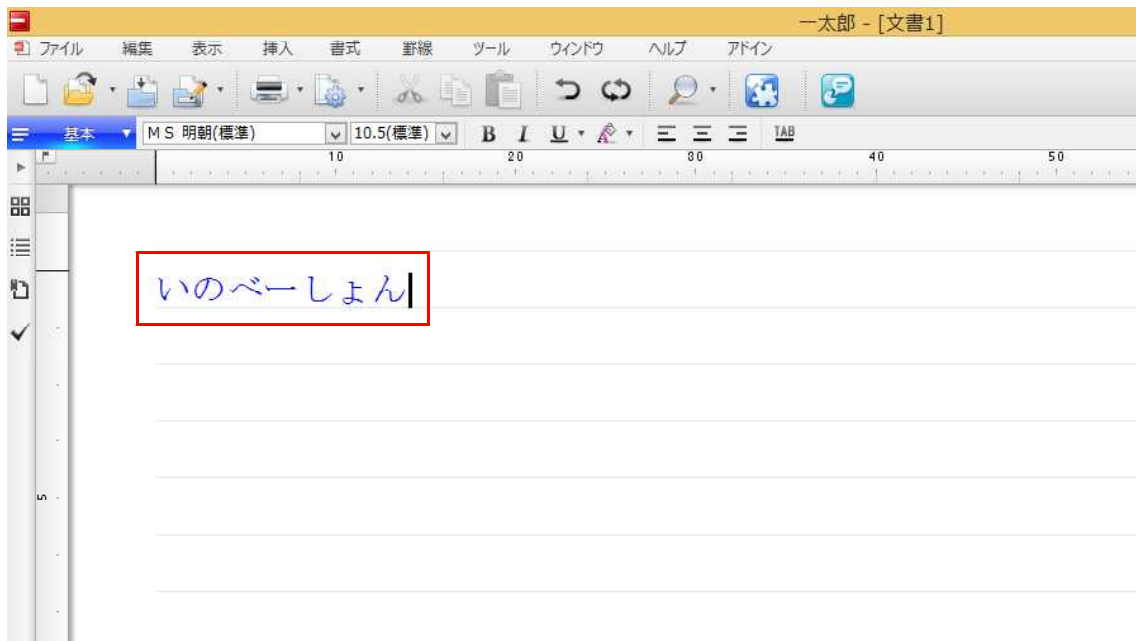 一太郎 - [文書1]
ファイル 編集 表示 挿入 書式 罫線 ツール ウィンドウ ヘルプ アドイン
基本 ＭＳ 明朝(標準) 10.5(標準) B I U TAB
10 20 30 40 50
いのべーしょん
5